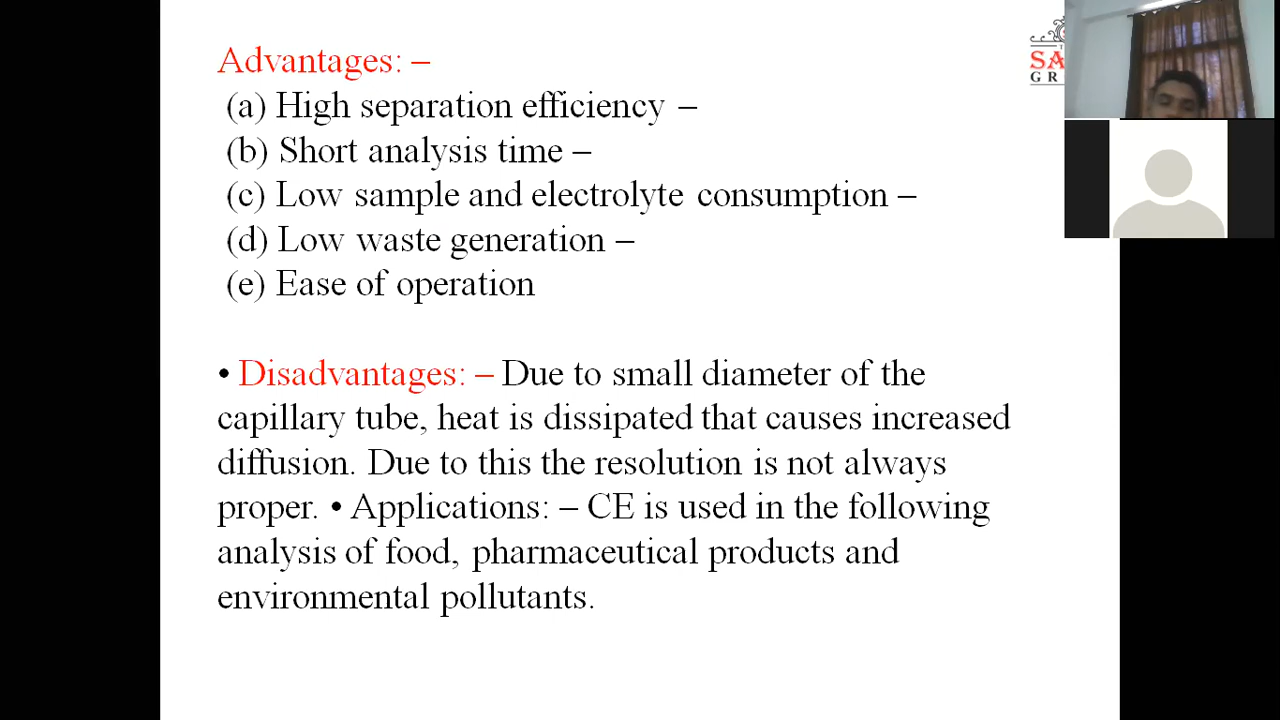 Advantages: –
(a) High separation efficiency –
(b) Short analysis time –
(c) Low sample and electrolyte consumption –
(d) Low waste generation –
(e) Ease of operation
• Disadvantages: – Due to small diameter of the
capillary tube, heat is dissipated that causes increased
diffusion. Due to this the resolution is not always
proper. • Applications: – CE is used in the following
analysis of food, pharmaceutical products and
environmental pollutants.
SA
GR